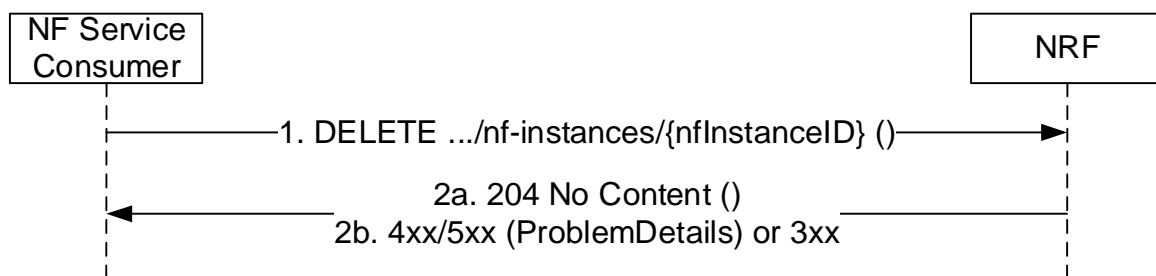 NF Service
Consumer
NRF
1. DELETE .../nf-instances/{nfInstanceID} ()
2a. 204 No Content ()
2b. 4xx/5xx (ProblemDetails) or 3xx